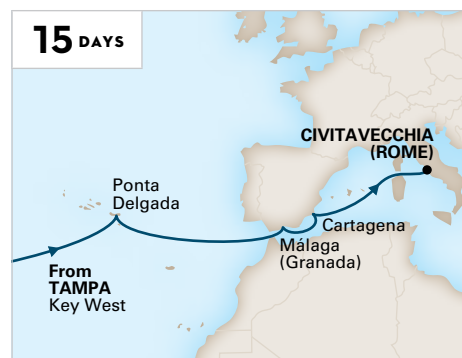 15 DAYS
CIVITAVECCHIA
(ROME)
Ponta
Delgada
Cartagena
Málaga
(Granada)
From
TAMPA
Key West